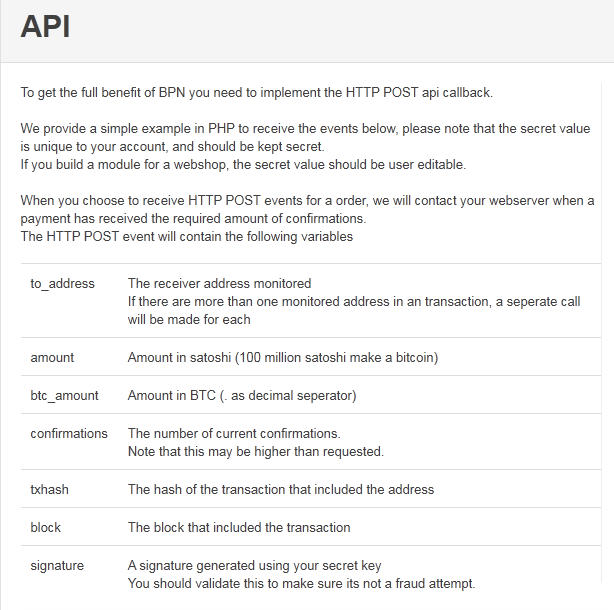 API
To get the full benefit of BPN you need to implement the HTTP POST api callback.
We provide a simple example in PHP to receive the events below, please note that the secret value
is unique to your account, and should be kept secret.
If you build a module for a webshop, the secret value should be user editable.
When you choose to receive HTTP POST events for a order, we will contact your webserver when a
payment has received the required amount of confirmations.
The HTTP POST event will contain the following variables
to_address The receiver address monitored
If there are more than one monitored address in an transaction, a seperate call
will be made for each
amount Amount in satoshi (100 million satoshi make a bitcoin)
btc_amount Amount in BTC (. as decimal seperator)
confirmations The number of current confirmations.
Note that this may be higher than requested.
txhash The hash of the transaction that included the address
block The block that included the transaction
signature A signature generated using your secret key
You should validate this to make sure its not a fraud attempt.